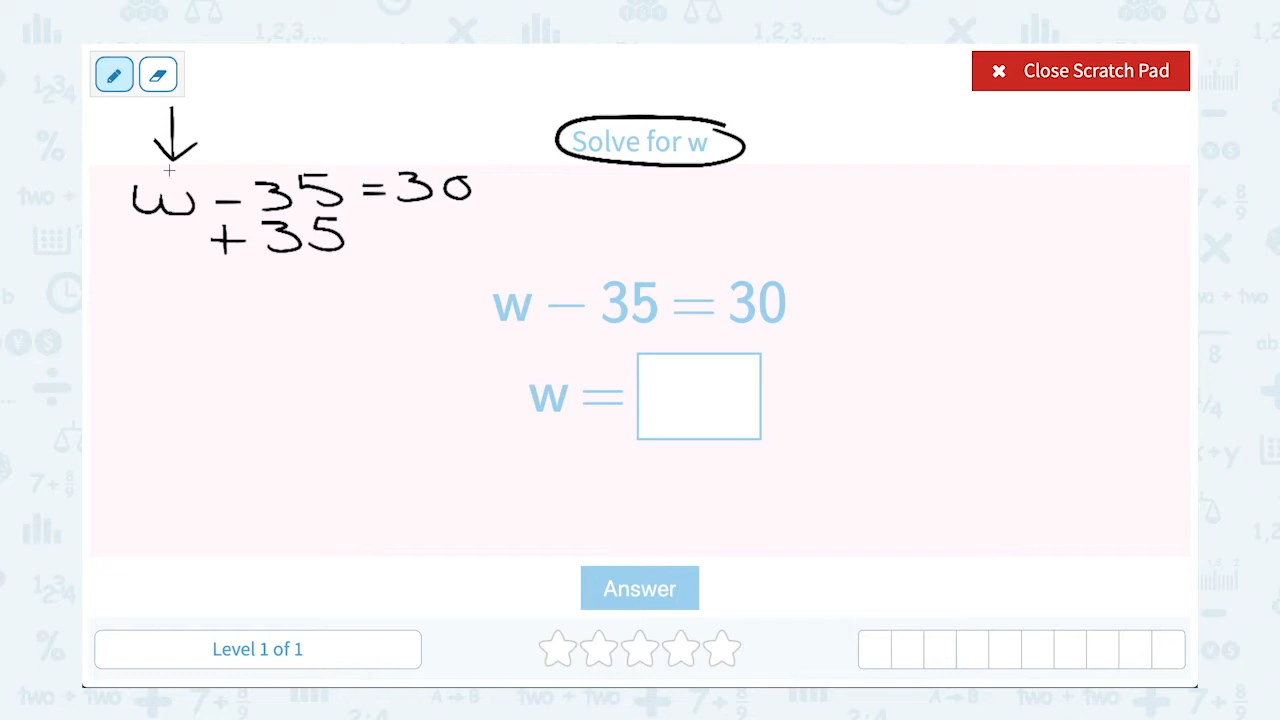 Close Scratch Pad
Solve for w
w - 35 = 30
+ 35
w − 35 = 30
w =
Answer
Level 1 of 1